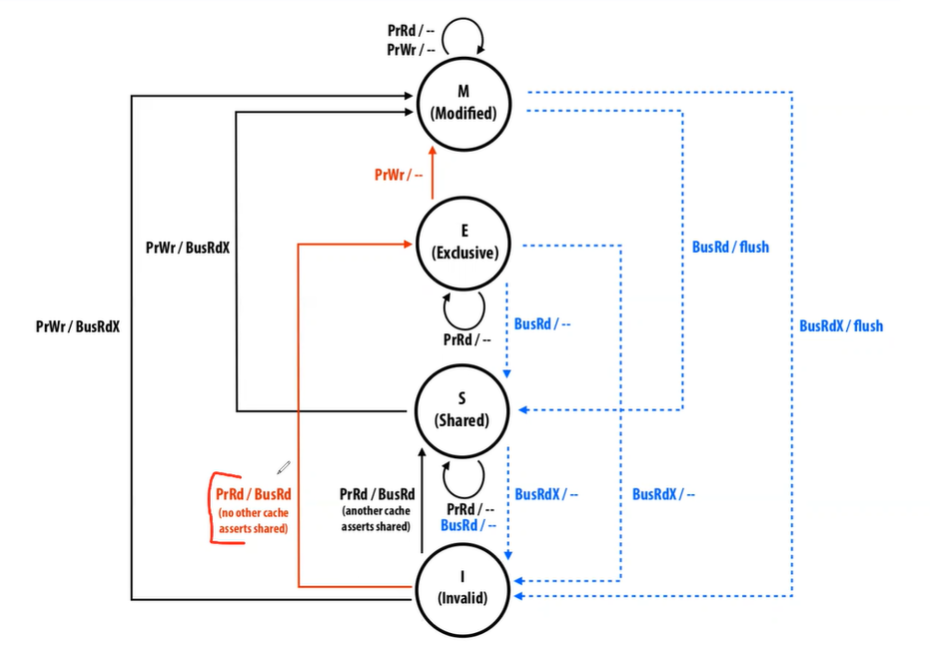 PrRd / --
PrWr / --
M
(Modified)
PrWr / --
E
(Exclusive)
PrWr / BusRdX
BusRd / flush
PrWr / BusRdX
BusRd / --
BusRdX / flush
PrRd / --
S
(Shared)
PrRd / BusRd
(no other cache
asserts shared)
PrRd / BusRd
(another cache
asserts shared)
PrRd / --
BusRd / --
BusRdX / --
BusRdX / --
I
(Invalid)